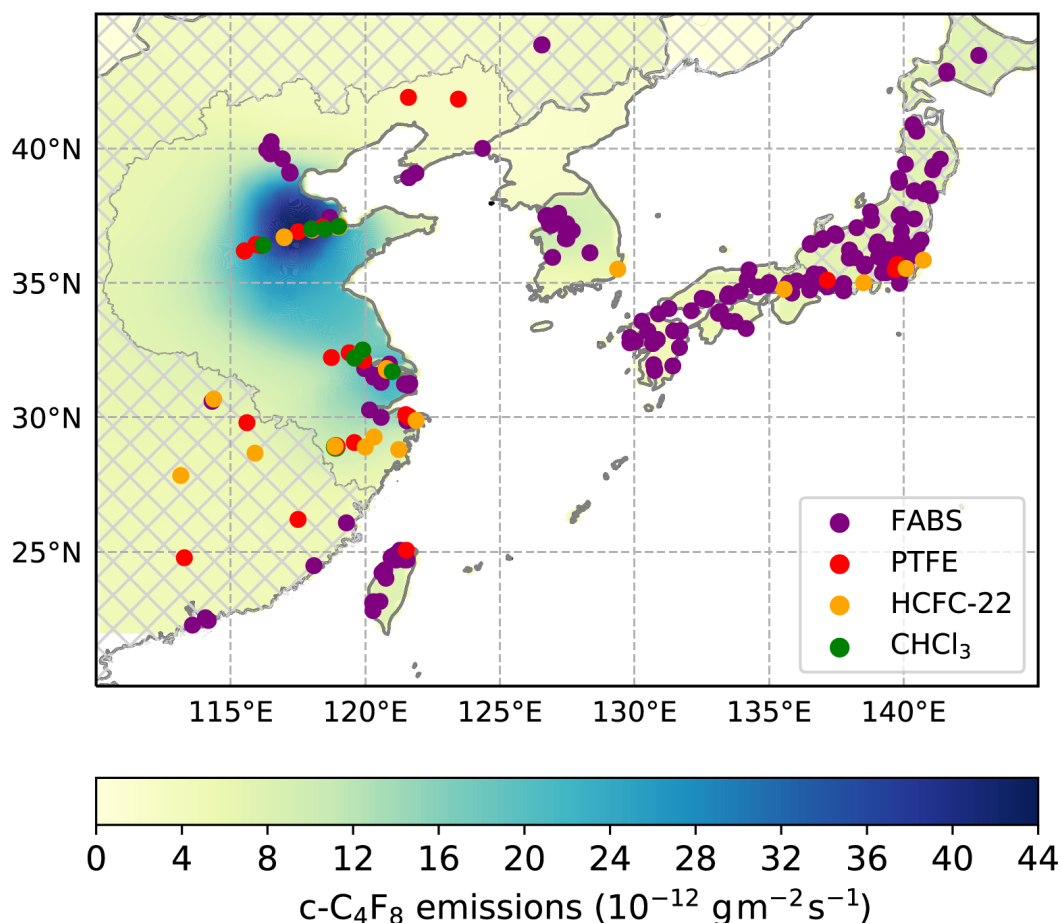 40°N
35°N
30°N
25°N
FABS
PTFE
HCFC-22
CHCl₃
115°E 120°E 125°E 130°E 135°E 140°E
0 4 8 12 16 20 24 28 32 36 40 44
c-C₄F₈ emissions (10⁻¹² gm⁻²s⁻¹)